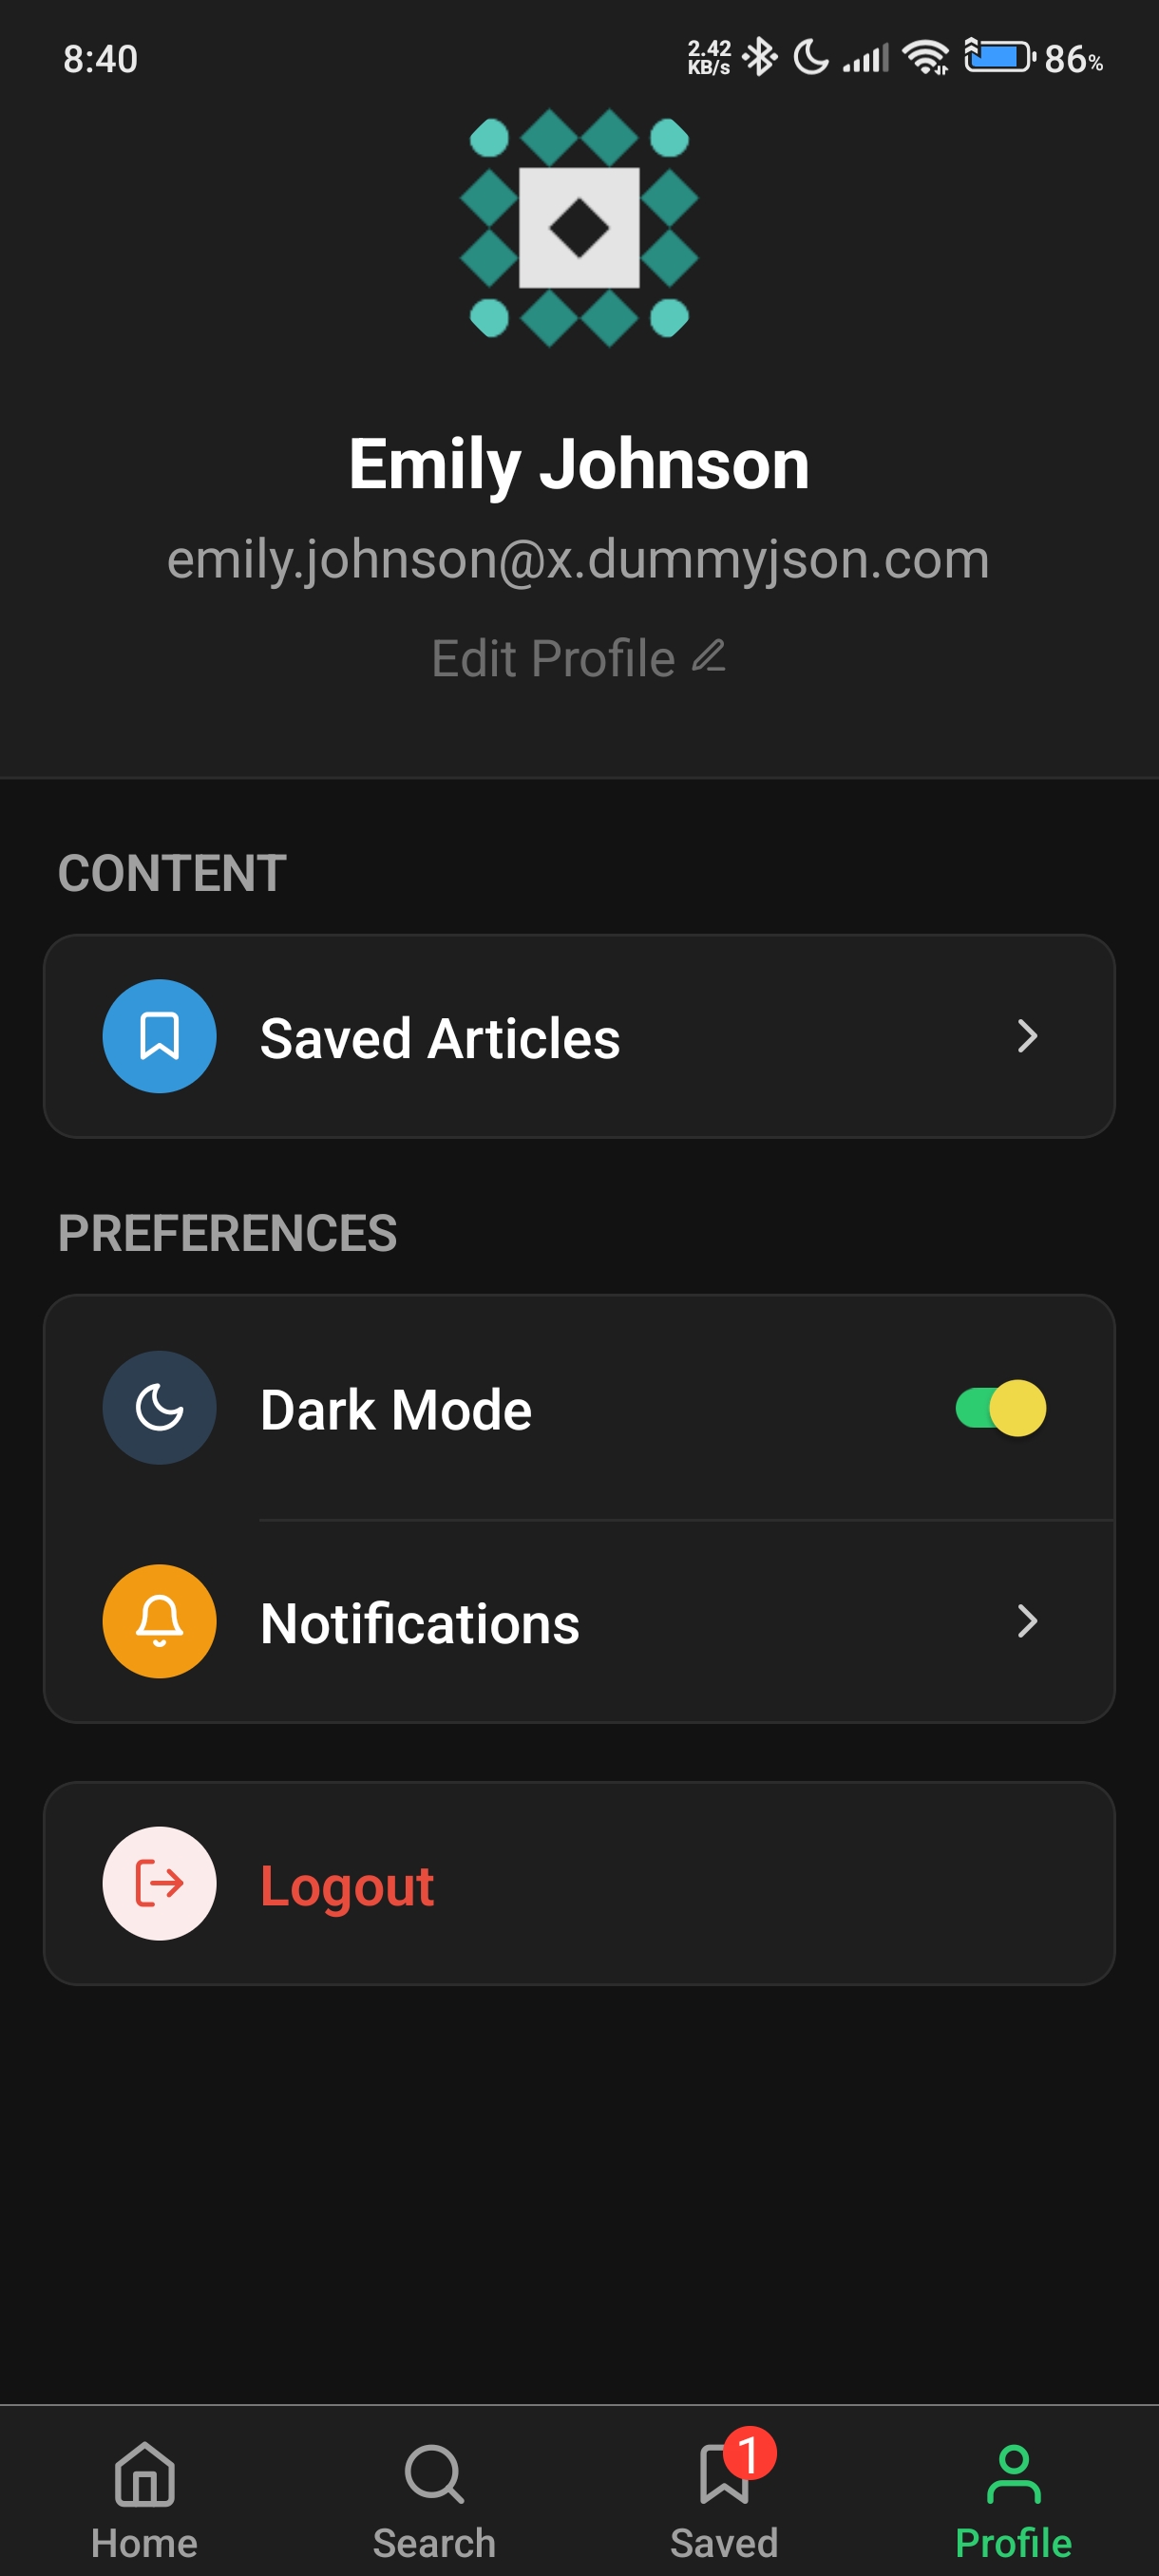 8:40
2.42
KB/s
86%
Emily Johnson
emily.johnson@x.dummyjson.com
Edit Profile
CONTENT
Saved Articles
PREFERENCES
Dark Mode
Notifications
Logout
1
Home
Search
Saved
Profile